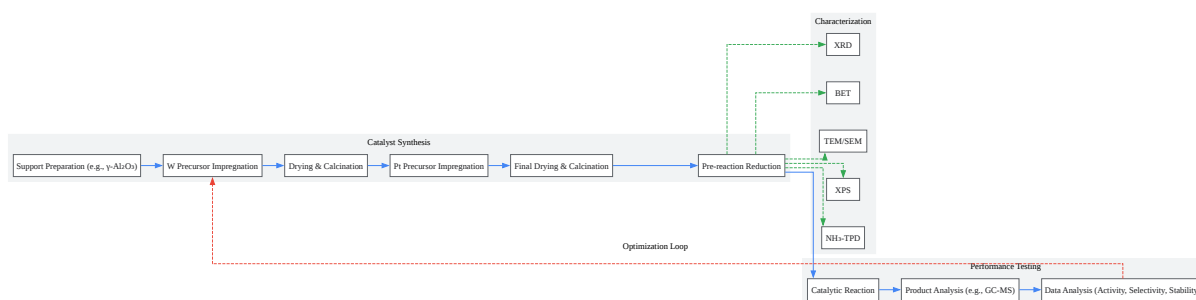 Characterization
XRD
BET
TEM/SEM
XPS
NH₃-TPD
Catalyst Synthesis
Support Preparation (e.g., γ-Al₂O₃)
W Precursor Impregnation
Drying & Calcination
Pt Precursor Impregnation
Final Drying & Calcination
Pre-reaction Reduction
Optimization Loop
Performance Testing
Catalytic Reaction
Product Analysis (e.g., GC-MS)
Data Analysis (Activity, Selectivity, Stability